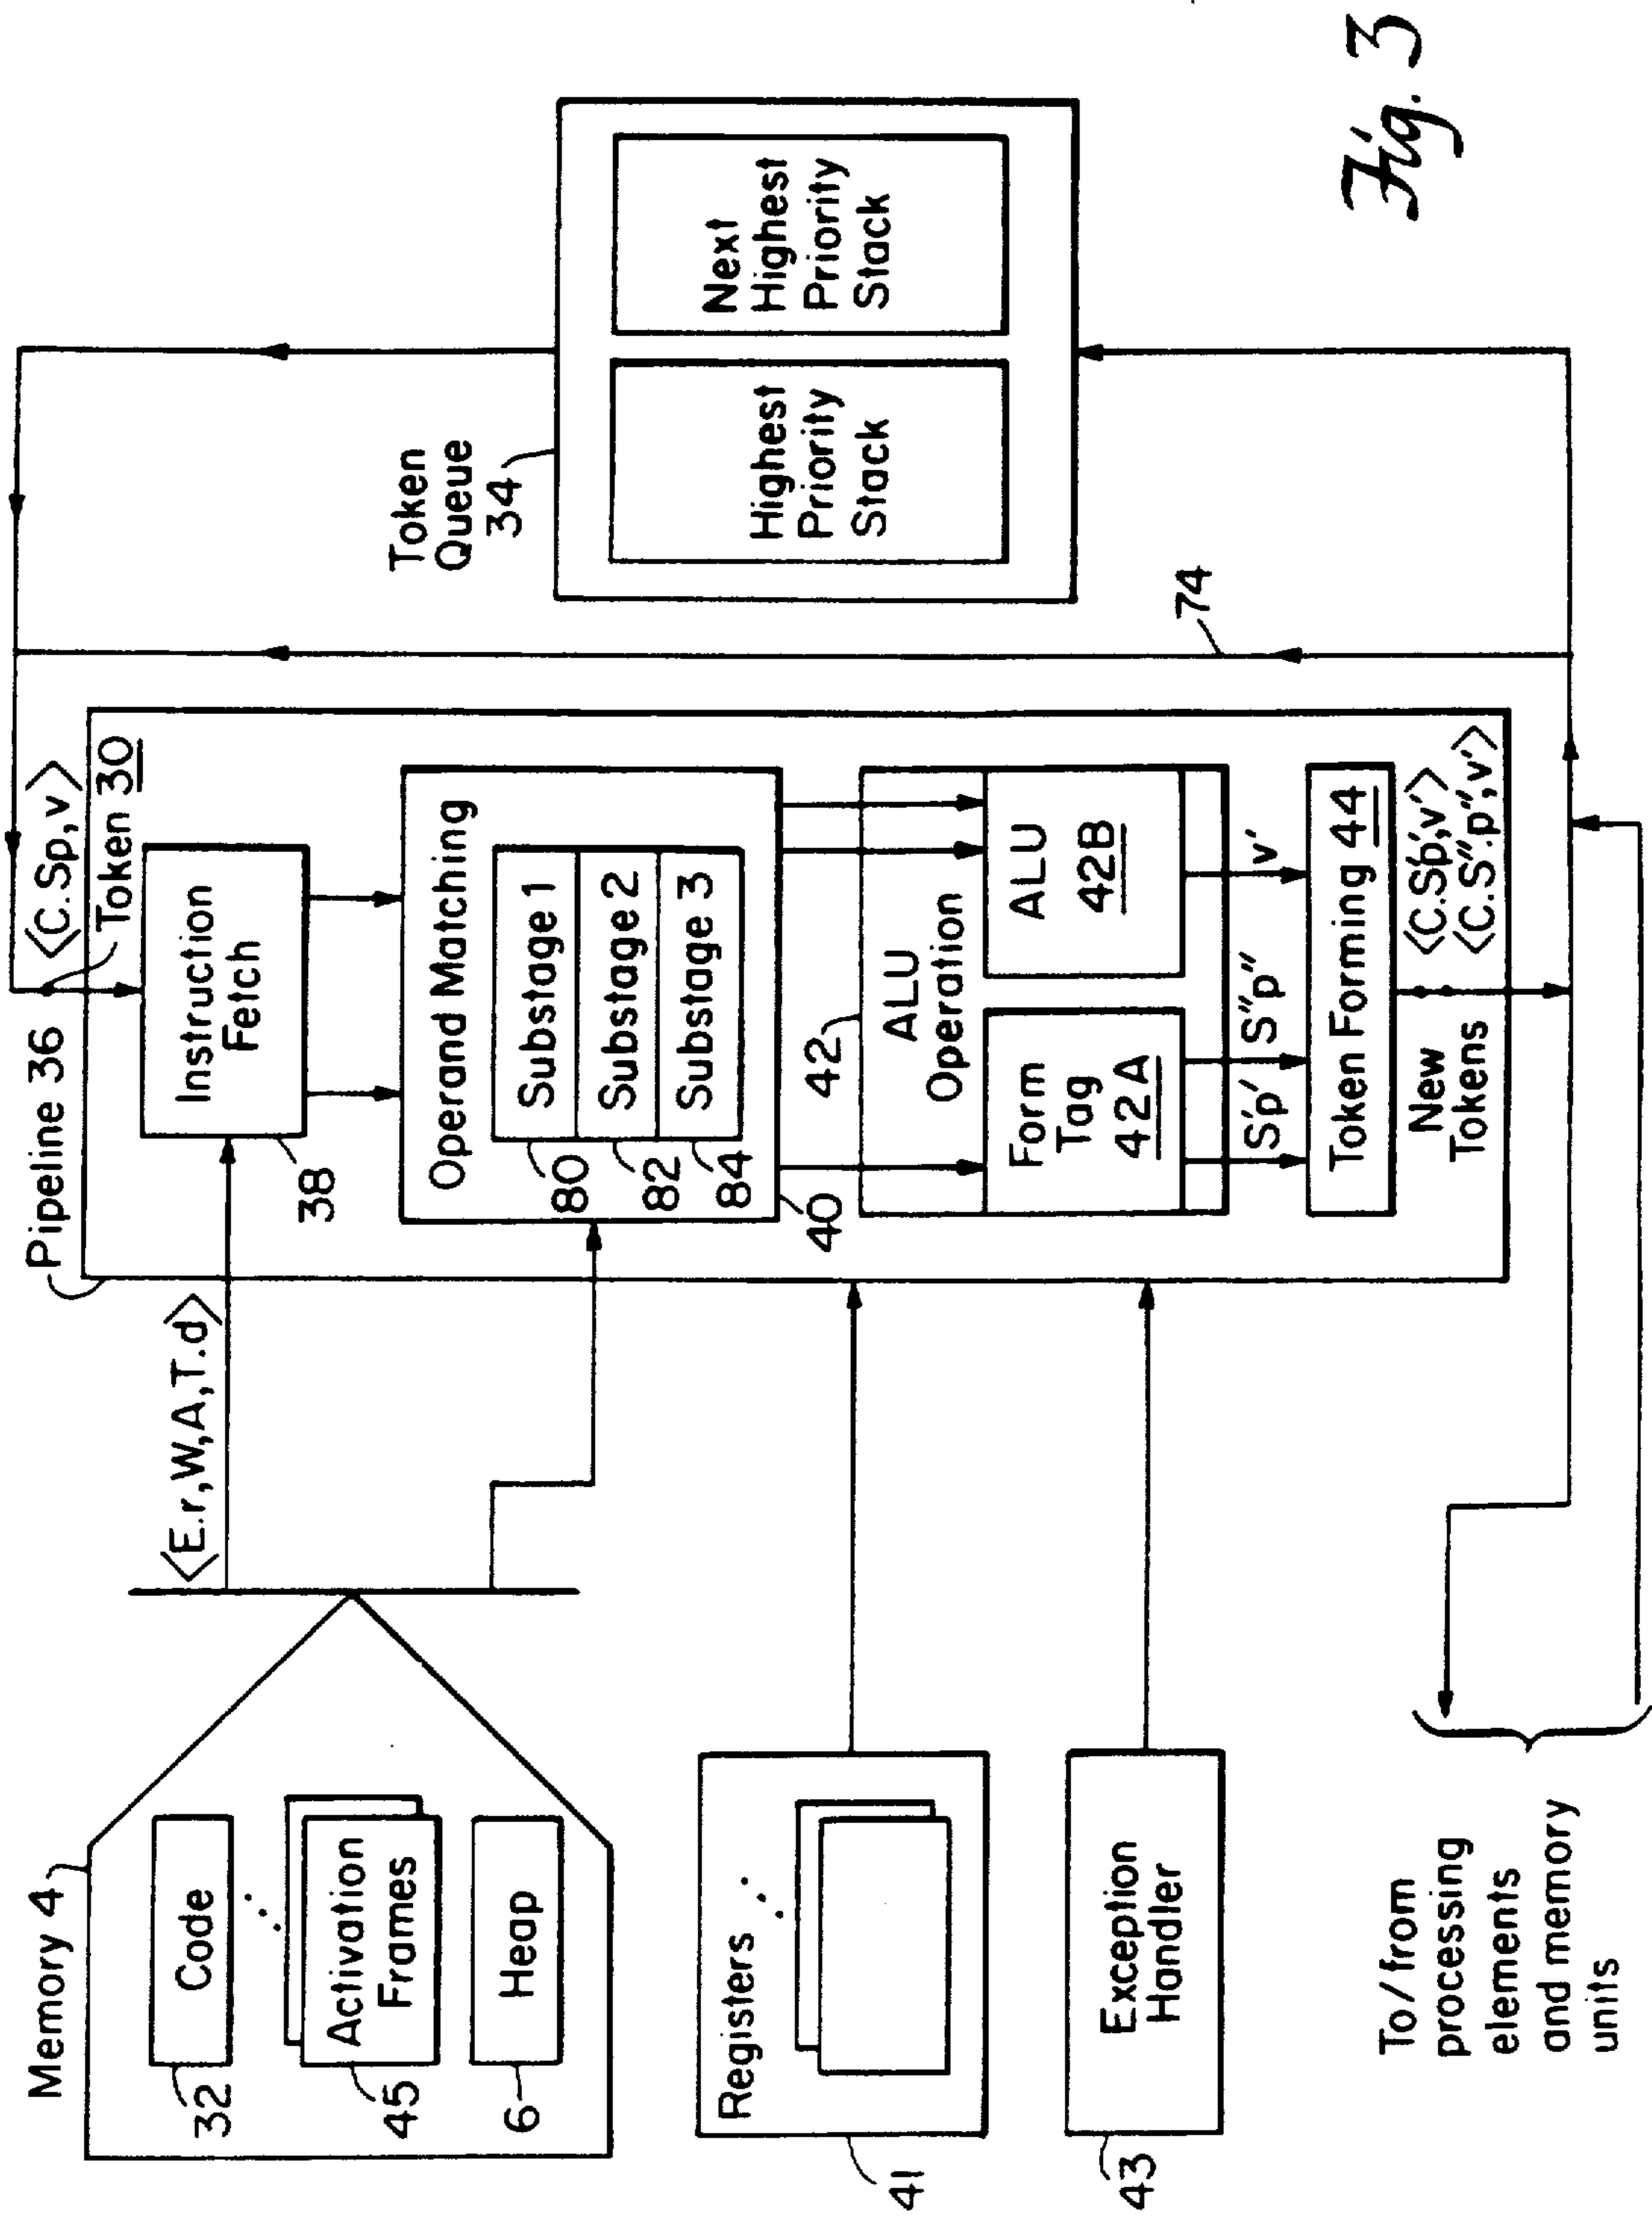 Memory 4
Code
32
Activation
Frames
45
Heap
6
Registers
41
Exception
Handler
43
To/from
processing
elements
and memory
units
<E.r,W,A,T.d>
Pipeline 36
<C.Sp,v>
Token 30
Instruction
Fetch
38
Operand Matching
Substage 1
Substage 2
Substage 3
80
82
84
40
42
ALU
Operation
Form
Tag
42A
ALU
42B
S'p'
S"p"
v'
Token Forming 44
New
Tokens
<C.S'p',v'>
<C.S".p",v'>
74
Token
Queue
34
Highest
Priority
Stack
Next
Highest
Priority
Stack
Fig. 3